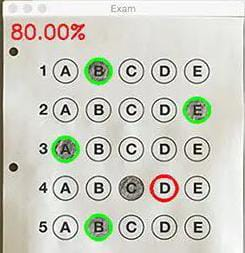 Exam
80.00%
1 A B C D E
2 A B C D E
3 A B C D E
4 A B C D E
5 A B C D E